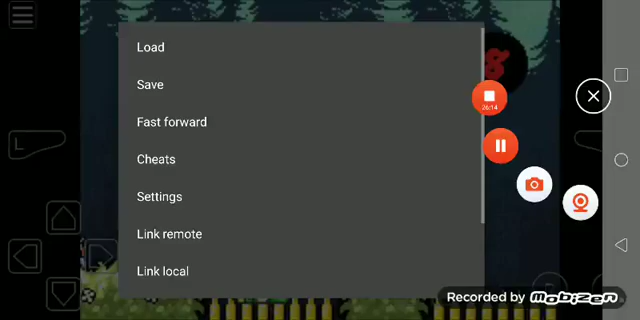 Load
Save
26:14
Fast forward
Cheats
L
Settings
Link remote
Link local
Recorded by Mobizen